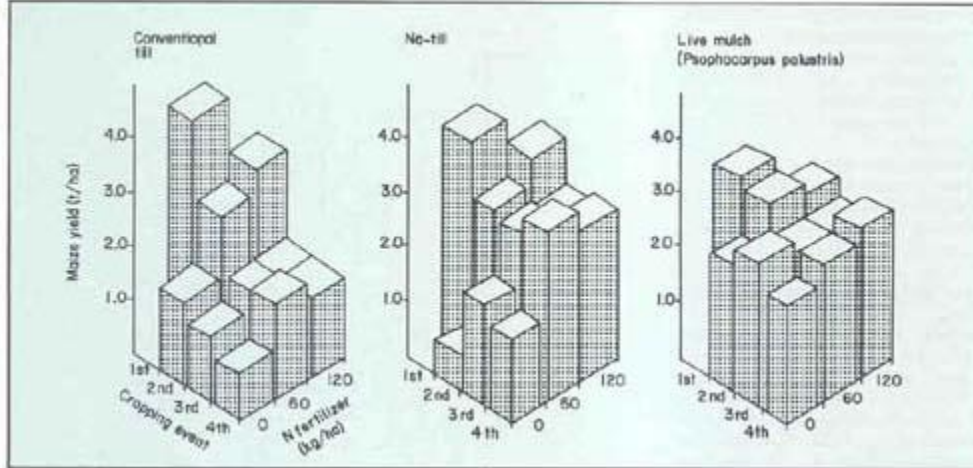 Conventional
till
No-till
Live mulch
(Psophocarpus palustris)
Maize yield (t/ha)
4.0
3.0
2.0
1.0
1st
2nd
3rd
4th
Cropping event
0
60
120
N fertilizer
(kg/ha)
4.0
3.0
2.0
1.0
1st
2nd
3rd
4th
0
60
120
4.0
3.0
2.0
1.0
1st
2nd
3rd
4th
0
60
120